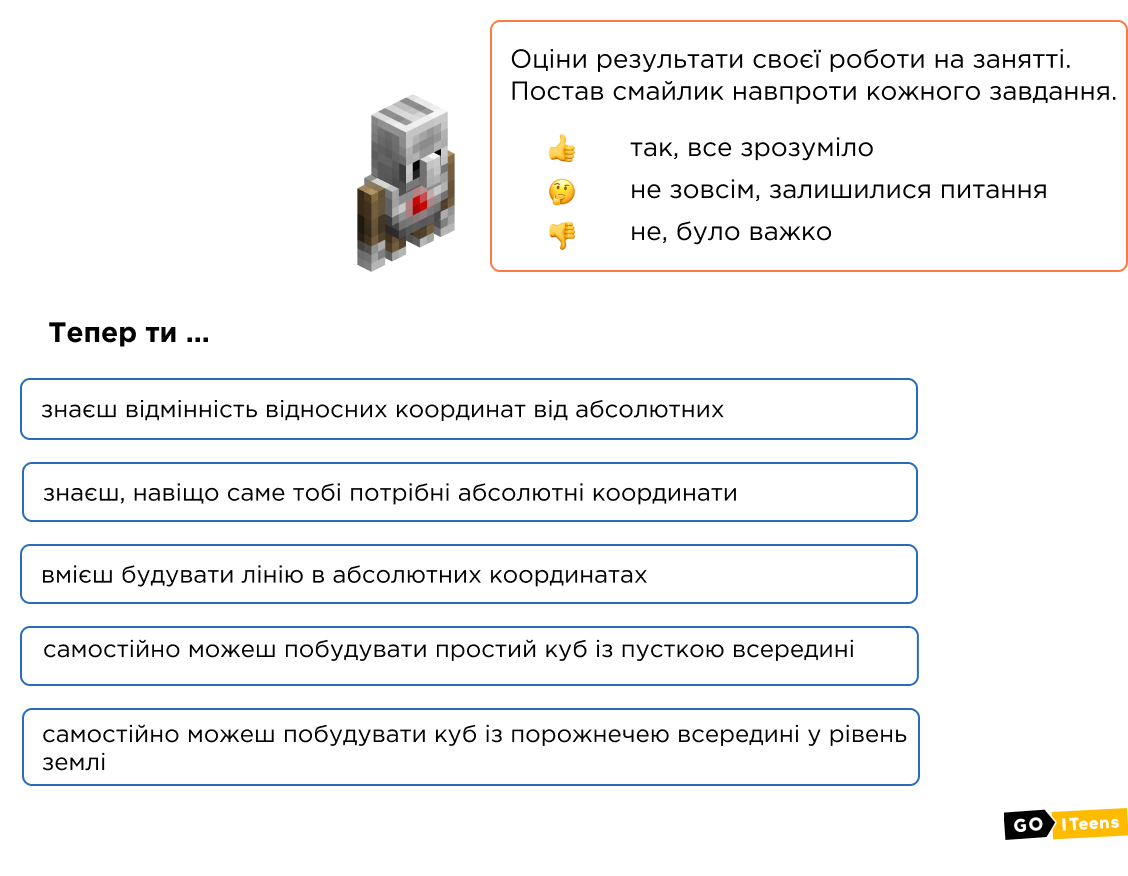 Оціни результати своєї роботи на занятті.
Постав смайлик навпроти кожного завдання.
👍 так, все зрозуміло
🤔 не зовсім, залишилися питання
👎 не, було важко
Тепер ти ...
знаєш відмінність відносних координат від абсолютних
знаєш, навіщо саме тобі потрібні абсолютні координати
вмієш будувати лінію в абсолютних координатах
самостійно можеш побудувати простий куб із пусткою всередині
самостійно можеш побудувати куб із порожнечею всередині у рівень
землі
GO ITeens